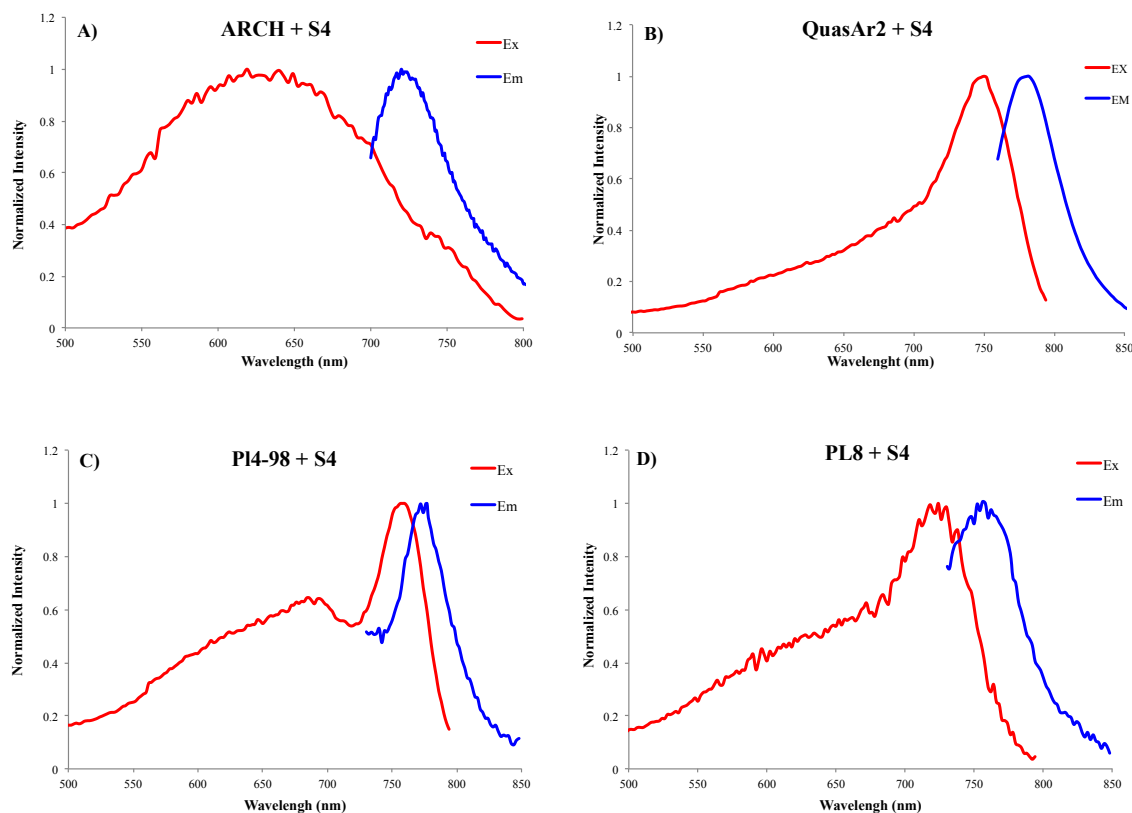 A)
ARCH + S4
Ex
Em
Normalized Intensity
1.2
1
0.8
0.6
0.4
0.2
0
500 550 600 650 700 750 800
Wavelength (nm)
B)
QuasAr2 + S4
EX
EM
Normalized Intensity
1.2
1
0.8
0.6
0.4
0.2
0
500 550 600 650 700 750 800 850
Wavelenght (nm)
C)
Pl4-98 + S4
Ex
Em
Normalized Intensity
1.2
1
0.8
0.6
0.4
0.2
0
500 550 600 650 700 750 800 850
Wavelengh (nm)
D)
PL8 + S4
Ex
Em
Normalized Intenity
1.2
1
0.8
0.6
0.4
0.2
0
500 550 600 650 700 750 800 850
Wavelengh (nm)